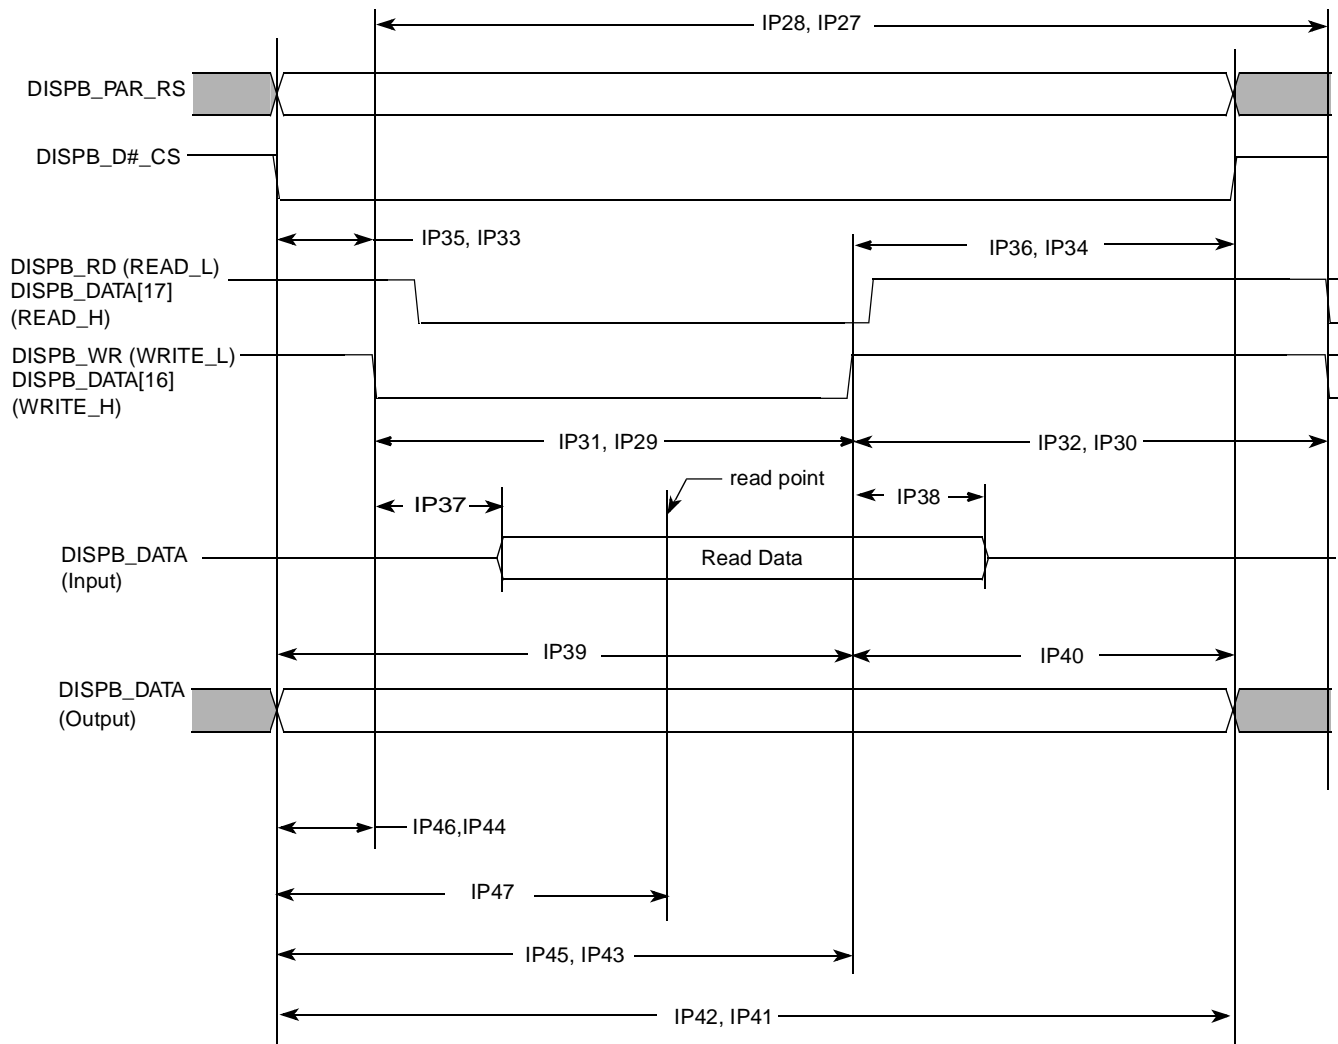 IP28, IP27
DISPB_PAR_RS
DISPB_D#_CS
IP35, IP33
IP36, IP34
DISPB_RD (READ_L)
DISPB_DATA[17]
(READ_H)
DISPB_WR (WRITE_L)
DISPB_DATA[16]
(WRITE_H)
IP31, IP29
IP32, IP30
read point
IP37
IP38
DISPB_DATA
(Input)
Read Data
IP39
IP40
DISPB_DATA
(Output)
IP46,IP44
IP47
IP45, IP43
IP42, IP41